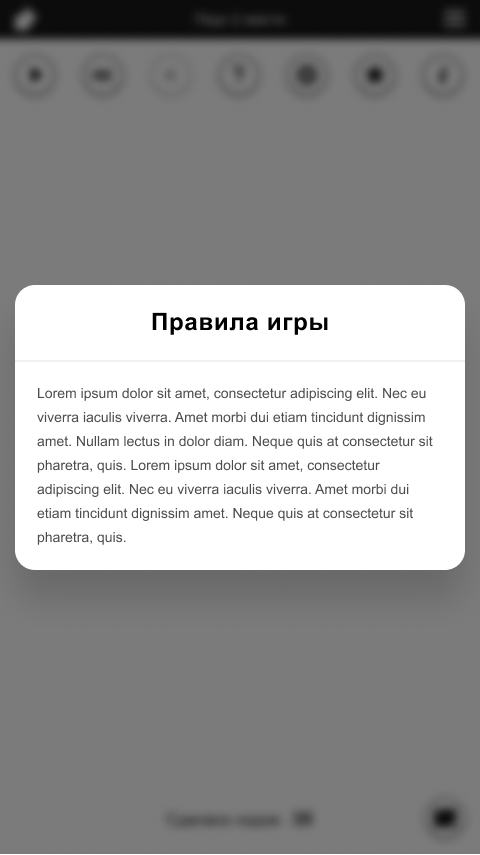 Правила игры
Lorem ipsum dolor sit amet, consectetur adipiscing elit. Nec eu
viverra iaculis viverra. Amet morbi dui etiam tincidunt dignissim
amet. Nullam lectus in dolor diam. Neque quis at consectetur sit
pharetra, quis. Lorem ipsum dolor sit amet, consectetur
adipiscing elit. Nec eu viverra iaculis viverra. Amet morbi dui
etiam tincidunt dignissim amet. Neque quis at consectetur sit
pharetra, quis.